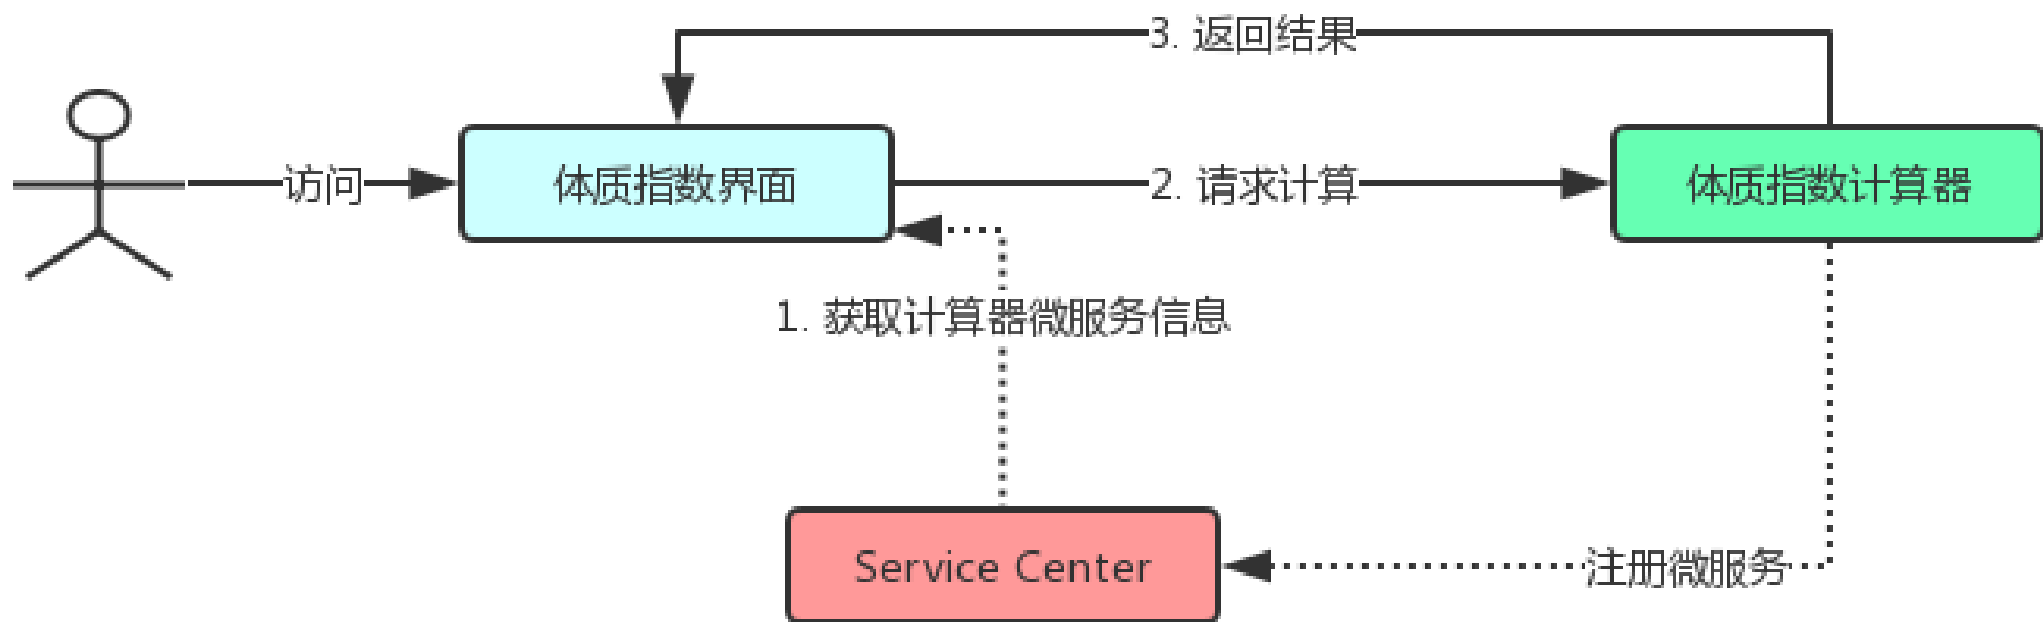 3. 返回结果
访问
体质指数界面
2. 请求计算
体质指数计算器
1. 获取计算器微服务信息
Service Center
注册微服务